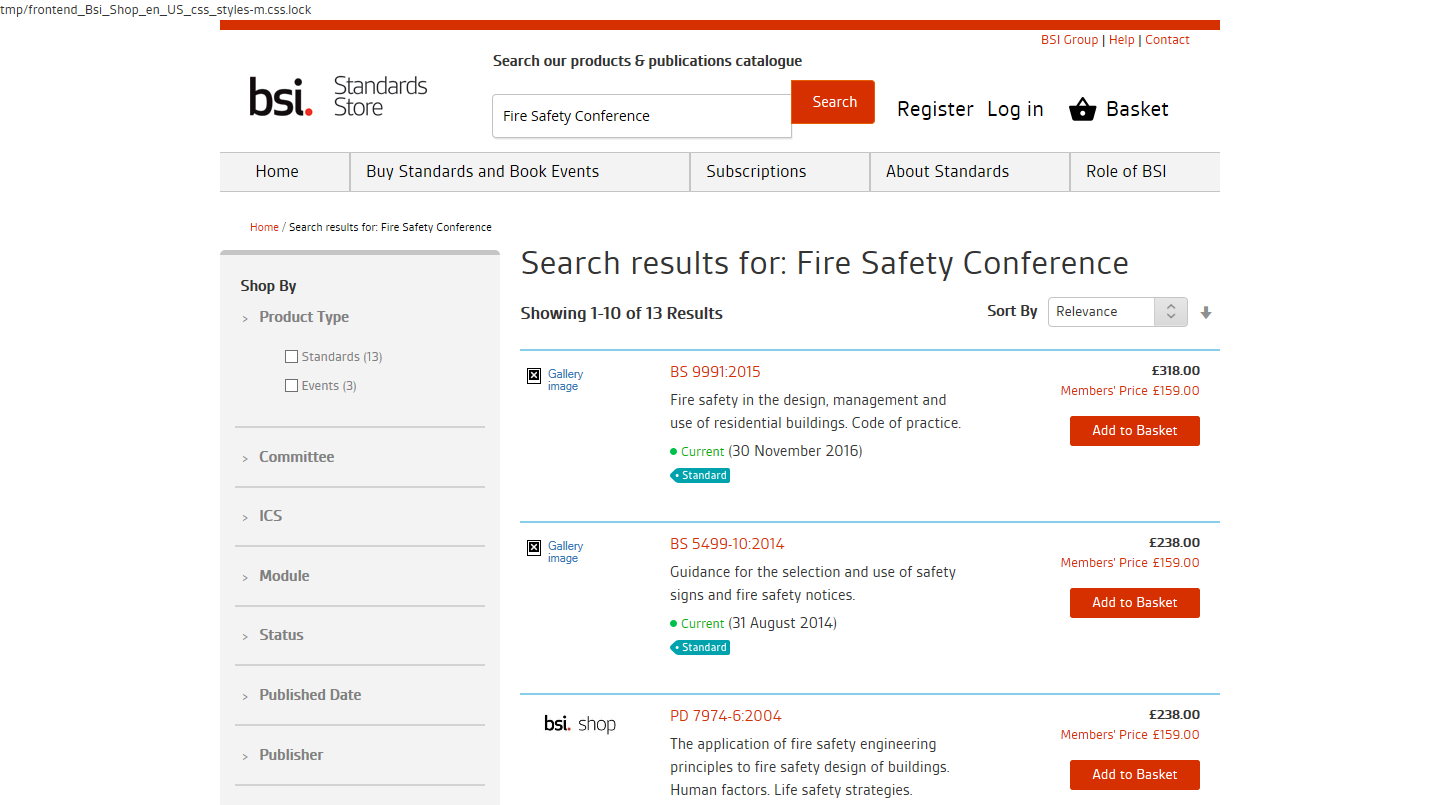 tmp/frontend_Bsi_Shop_en_US_css_styles-m.css.lock
BSI Group | Help | Contact
Search our products & publications catalogue
bsi. Standards Store
Fire Safety Conference
Search
Register Log in Basket
Home
Buy Standards and Book Events
Subscriptions
About Standards
Role of BSI
Home / Search results for: Fire Safety Conference
Shop By
> Product Type
Standards (13)
Events (3)
> Committee
> ICS
> Module
> Status
> Published Date
> Publisher
Search results for: Fire Safety Conference
Showing 1-10 of 13 Results
Sort By Relevance
Gallery image
BS 9991:2015
Fire safety in the design, management and
use of residential buildings. Code of practice.
Current (30 November 2016)
Standard
£318.00
Members' Price £159.00
Add to Basket
Gallery image
BS 5499-10:2014
Guidance for the selection and use of safety
signs and fire safety notices.
Current (31 August 2014)
Standard
£238.00
Members' Price £159.00
Add to Basket
bsi. shop
PD 7974-6:2004
The application of fire safety engineering
principles to fire safety design of buildings.
Human factors. Life safety strategies.
£238.00
Members' Price £159.00
Add to Basket